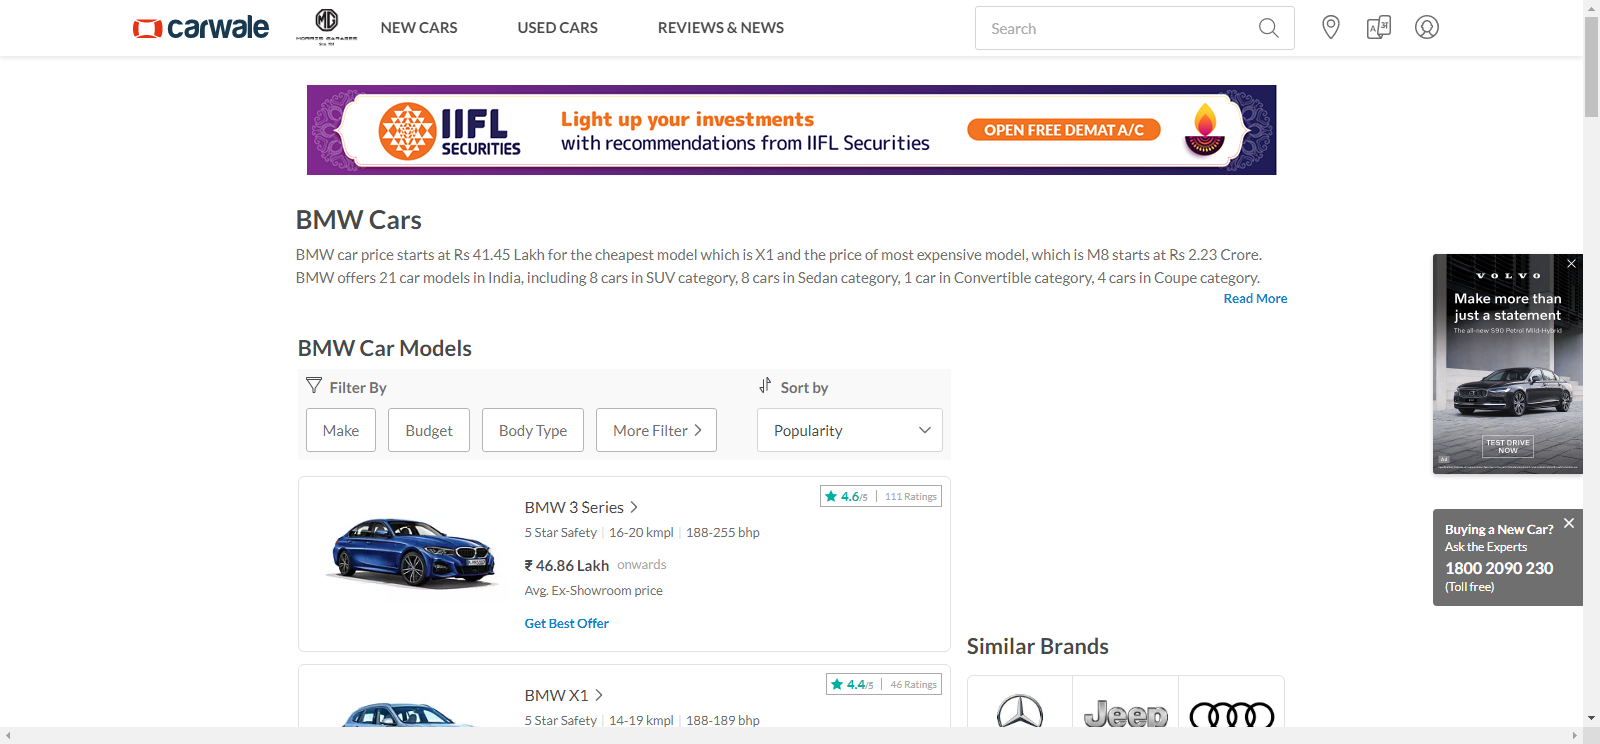 carwale
MG
MORRIS GARAGES
Since 1924
NEW CARS
USED CARS
REVIEWS & NEWS
Search
IIFL
SECURITIES
Light up your investments
with recommendations from IIFL Securities
OPEN FREE DEMAT A/C
BMW Cars
BMW car price starts at Rs 41.45 Lakh for the cheapest model which is X1 and the price of most expensive model, which is M8 starts at Rs 2.23 Crore.
BMW offers 21 car models in India, including 8 cars in SUV category, 8 cars in Sedan category, 1 car in Convertible category, 4 cars in Coupe category.
Read More
VOLVO
Make more than
just a statement
The all-new S90 Petrol Mild-Hybrid
TEST DRIVE
NOW
Ad
BMW Car Models
Filter By
Sort by
Make
Budget
Body Type
More Filter
Popularity
BMW 3 Series
4.6/5 | 111 Ratings
5 Star Safety | 16-20 kmpl | 188-255 bhp
₹ 46.86 Lakh onwards
Avg. Ex-Showroom price
Get Best Offer
Buying a New Car?
Ask the Experts
1800 2090 230
(Toll free)
Similar Brands
Jeep
BMW X1
4.4/5 | 46 Ratings
5 Star Safety | 14-19 kmpl | 188-189 bhp